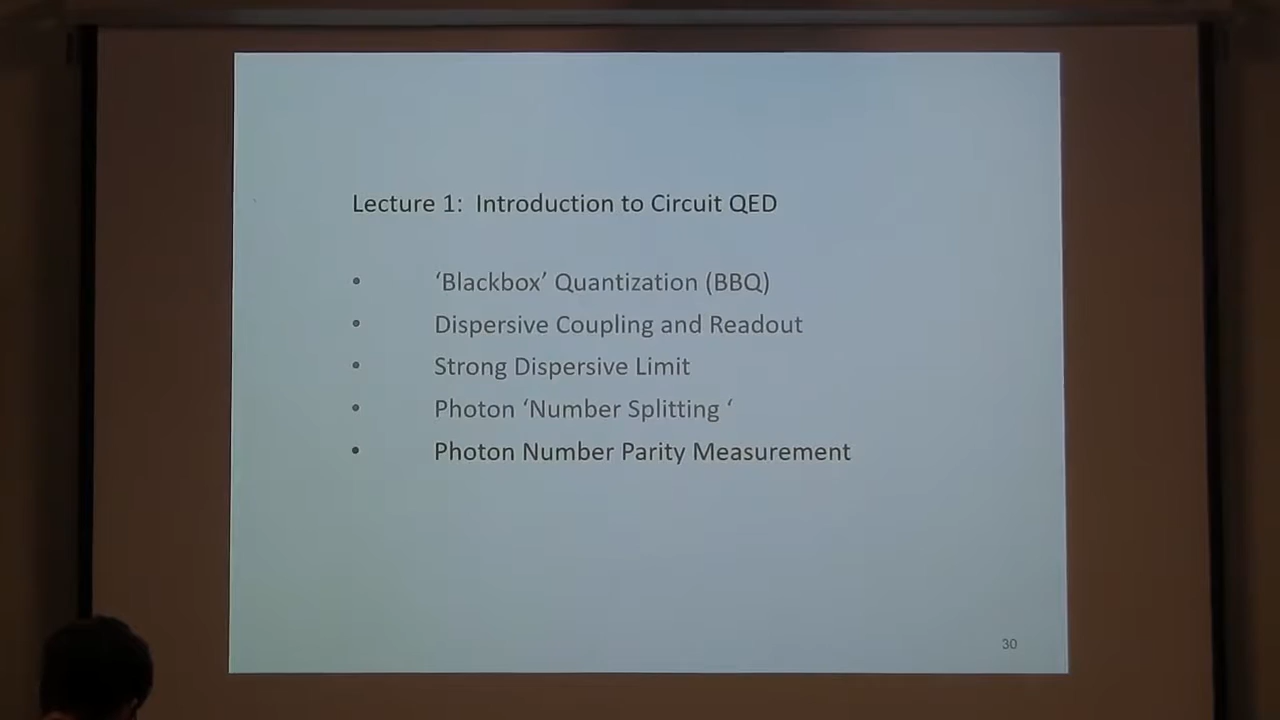 Lecture 1: Introduction to Circuit QED
• ‘Blackbox’ Quantization (BBQ)
• Dispersive Coupling and Readout
• Strong Dispersive Limit
• Photon ‘Number Splitting ‘
• Photon Number Parity Measurement
30